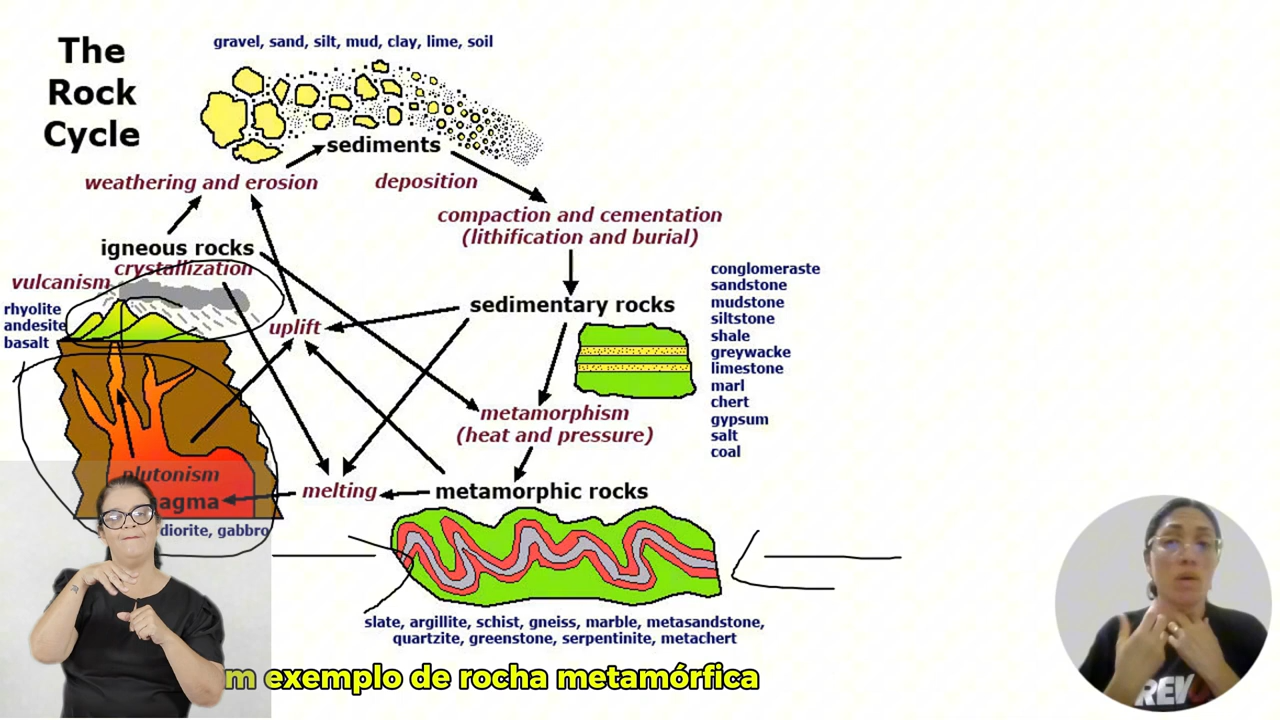 The
Rock
Cycle
gravel, sand, silt, mud, clay, lime, soil
sediments
weathering and erosion
deposition
compaction and cementation
(lithification and burial)
igneous rocks
crystallization
vulcanism
rhyolite
andesite
basalt
uplift
sedimentary rocks
conglomeraste
sandstone
mudstone
siltstone
shale
greywacke
limestone
marl
chert
gypsum
salt
coal
metamorphism
(heat and pressure)
plutonism
agma
melting
metamorphic rocks
diorite, gabbro
slate, argillite, schist, gneiss, marble, metasandstone,
quartzite, greenstone, serpentinite, metachert
m exemplo de rocha metamórfica
REV